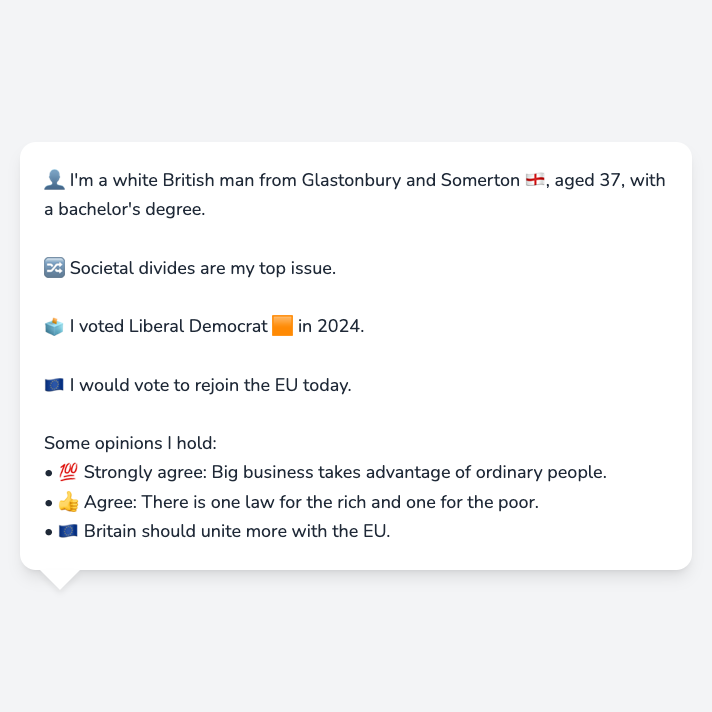 👤 I'm a white British man from Glastonbury and Somerton 🏴󠁧󠁢󠁥󠁮󠁧󠁿, aged 37, with
a bachelor's degree.
🔀 Societal divides are my top issue.
🗳️ I voted Liberal Democrat 🟧 in 2024.
🇪🇺 I would vote to rejoin the EU today.
Some opinions I hold:
• 💯 Strongly agree: Big business takes advantage of ordinary people.
• 👍 Agree: There is one law for the rich and one for the poor.
• 🇪🇺 Britain should unite more with the EU.